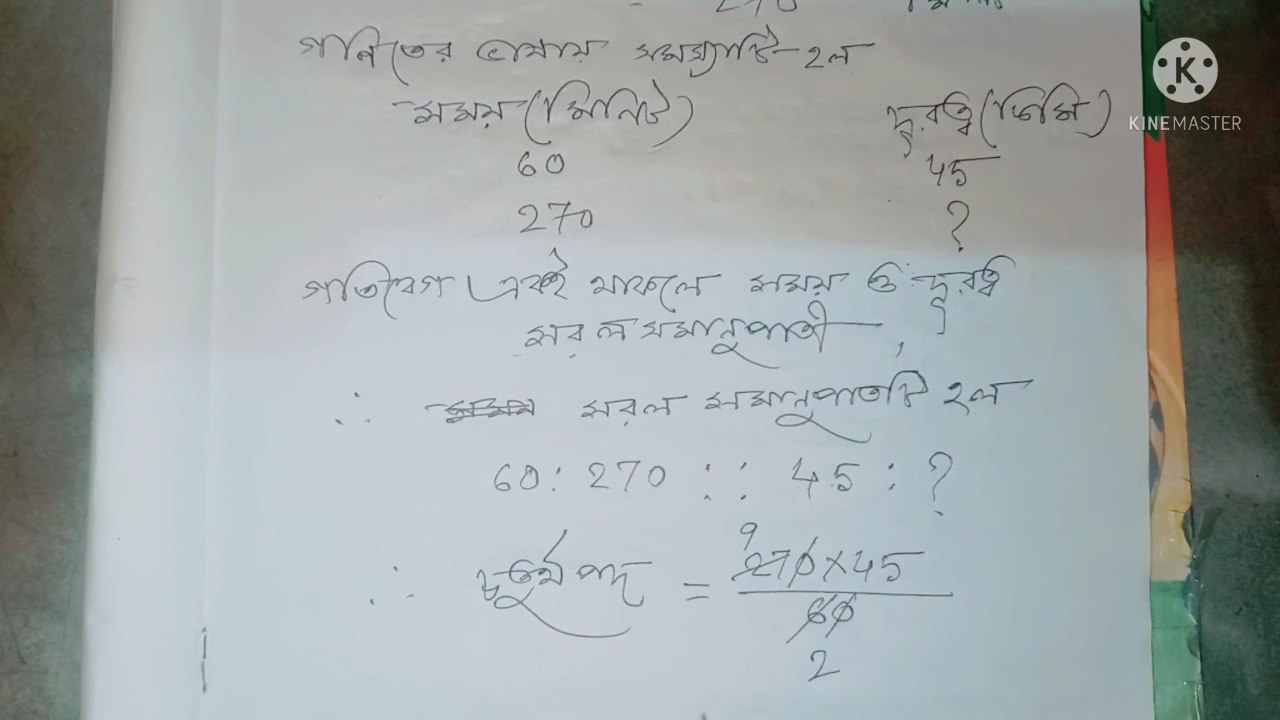 270
গণিতের ভাষায় সমস্যাটি হল
সময় (মিনিট) দূরত্ব (কিমি)
60 45
270 ?
গতিবেগ একই থাকলে সময় ও দূরত্ব
সরল সমানুপাতী,
∴ সরল সমানুপাতটি হল
60 : 270 :: 45 : ?
9
∴ চতুর্থ পদ = 270 × 45
60
2
K
KINEMASTER